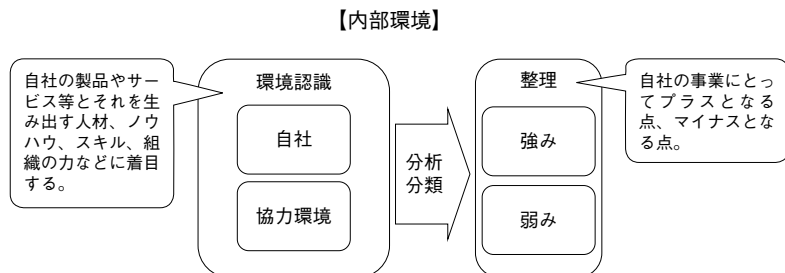 【内部環境】
自社の製品やサー
ビス等とそれを生
み出す人材、ノウ
ハウ、スキル、組
織の力などに着目
する。
環境認識
自社
協力環境
分析
分類
整理
強み
弱み
自社の事業にとっ
てプラスとなる
点、マイナスとな
る点。